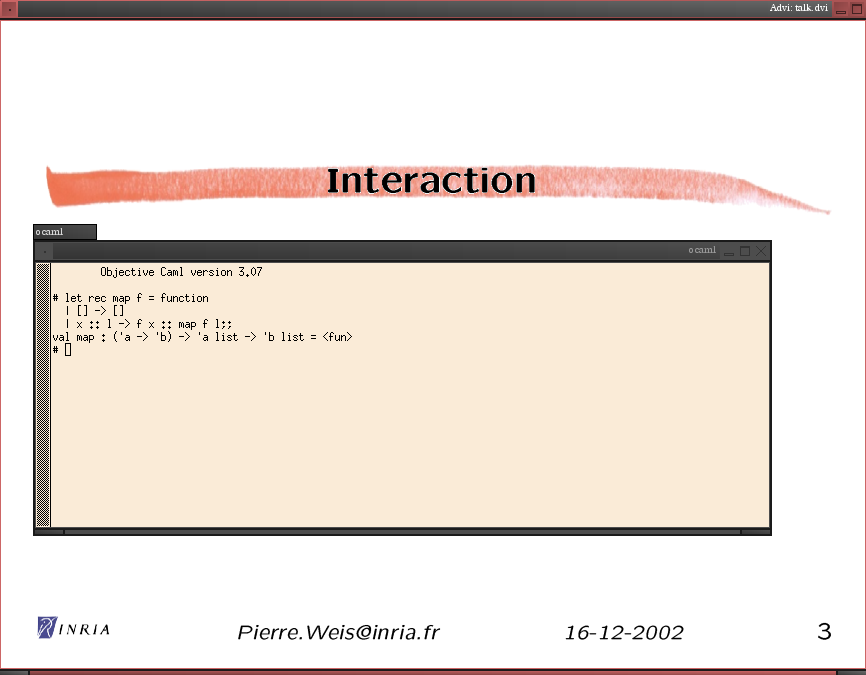 Advi: talk.dvi
Interaction
ocaml
ocaml
Objective Caml version 3.07
# let rec map f = function
| [] -> []
| x :: l -> f x :: map f l;;
val map : ('a -> 'b) -> 'a list -> 'b list = <fun>
#
INRIA Pierre.Weis@inria.fr 16-12-2002 3